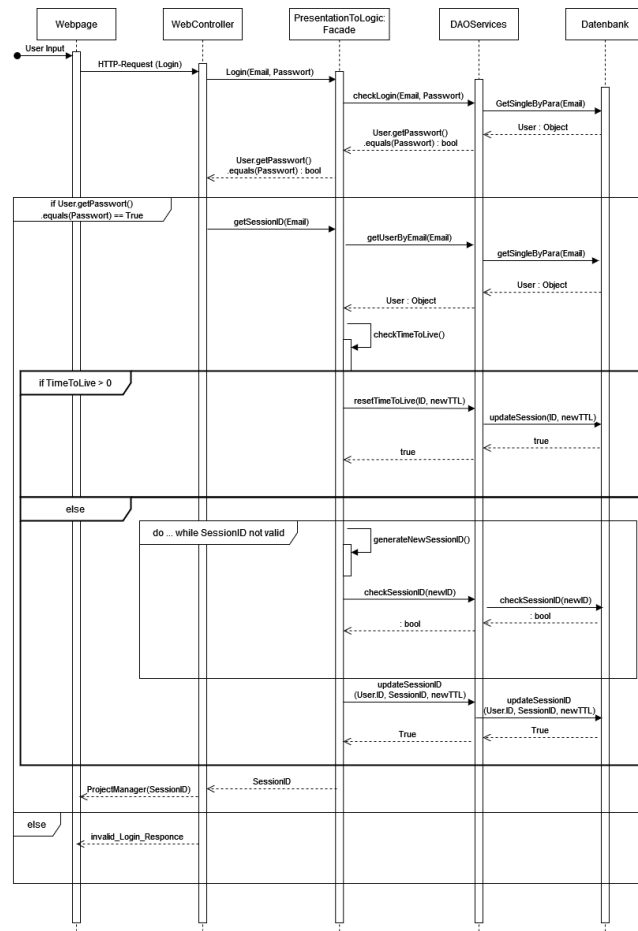 Webpage
WebController
PresentationToLogic:
Facade
DAOServices
Datenbank
User Input
HTTP-Request (Login)
Login(Email, Passwort)
checkLogin(Email, Passwort)
GetSingleByPara(Email)
User : Object
User.getPasswort()
.equals(Passwort) : bool
User.getPasswort()
.equals(Passwort) : bool
if User.getPasswort()
.equals(Passwort) == True
getSessionID(Email)
getUserByEmail(Email)
getSingleByPara(Email)
User : Object
User : Object
checkTimeToLive()
if TimeToLive > 0
resetTimeToLive(ID, newTTL)
updateSession(ID, newTTL)
true
true
else
do ... while SessionID not valid
generateNewSessionID()
checkSessionID(newID)
checkSessionID(newID)
: bool
: bool
updateSessionID
(User.ID, SessionID, newTTL)
updateSessionID
(User.ID, SessionID, newTTL)
True
True
SessionID
ProjectManager(SessionID)
else
invalid_Login_Responce